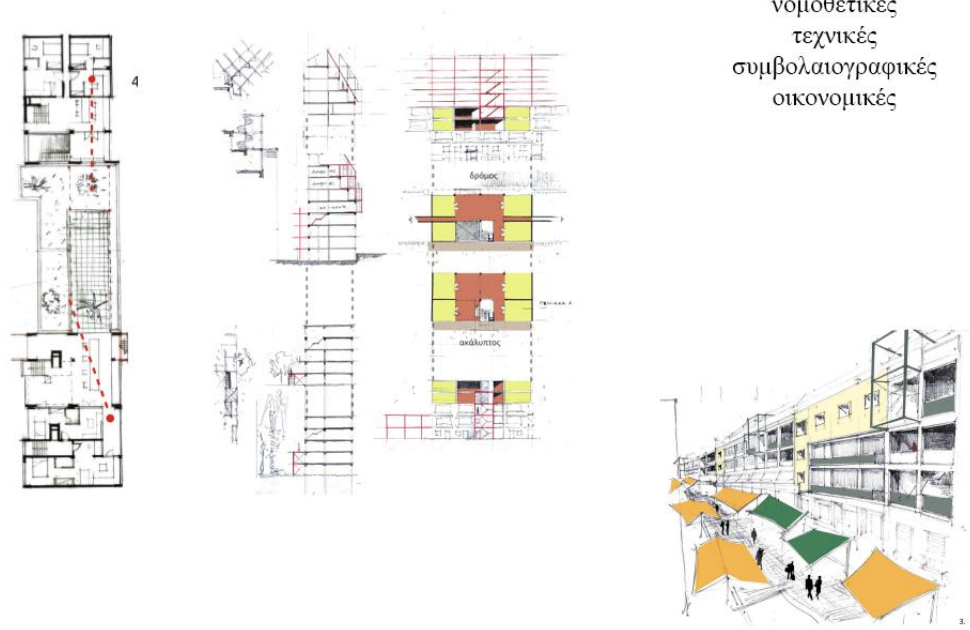 νομοθετικές
τεχνικές
συμβολαιογραφικές
οικονομικές
4
δρόμος
ακάλυπτος
3.